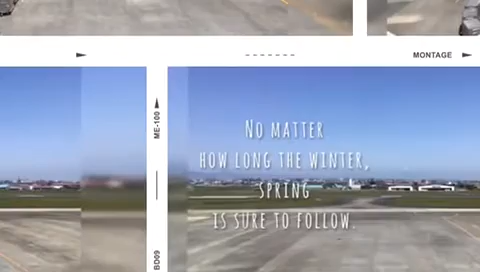 MONTAGE
ME-100
BD09
No matter
how long the winter,
spring
is sure to follow.